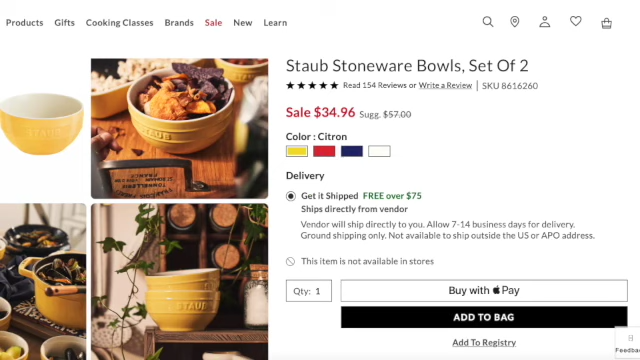 Products Gifts Cooking Classes Brands Sale New Learn
Staub Stoneware Bowls, Set Of 2
Read 154 Reviews or Write a Review | SKU 8616260
Sale $34.96 Sugg. $57.00
Color : Citron
Delivery
Get it Shipped FREE over $75
Ships directly from vendor
Vendor will ship directly to you. Allow 7-14 business days for delivery.
Ground shipping only. Not available to ship outside the US or APO address.
This item is not available in stores
Qty: 1
Buy with Pay
ADD TO BAG
Add To Registry
STAUB
STAUB
FRANCE
STAUB